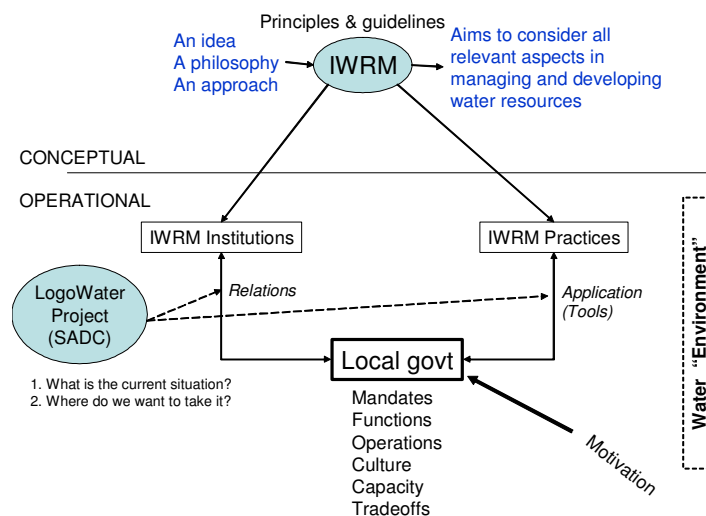 Principles & guidelines
An idea
A philosophy
An approach
IWRM
Aims to consider all
relevant aspects in
managing and developing
water resources
CONCEPTUAL
OPERATIONAL
IWRM Institutions
IWRM Practices
LogoWater
Project
(SADC)
Relations
Application
(Tools)
Local govt
1. What is the current situation?
2. Where do we want to take it?
Mandates
Functions
Operations
Culture
Capacity
Tradeoffs
Motivation
Water “Environment”